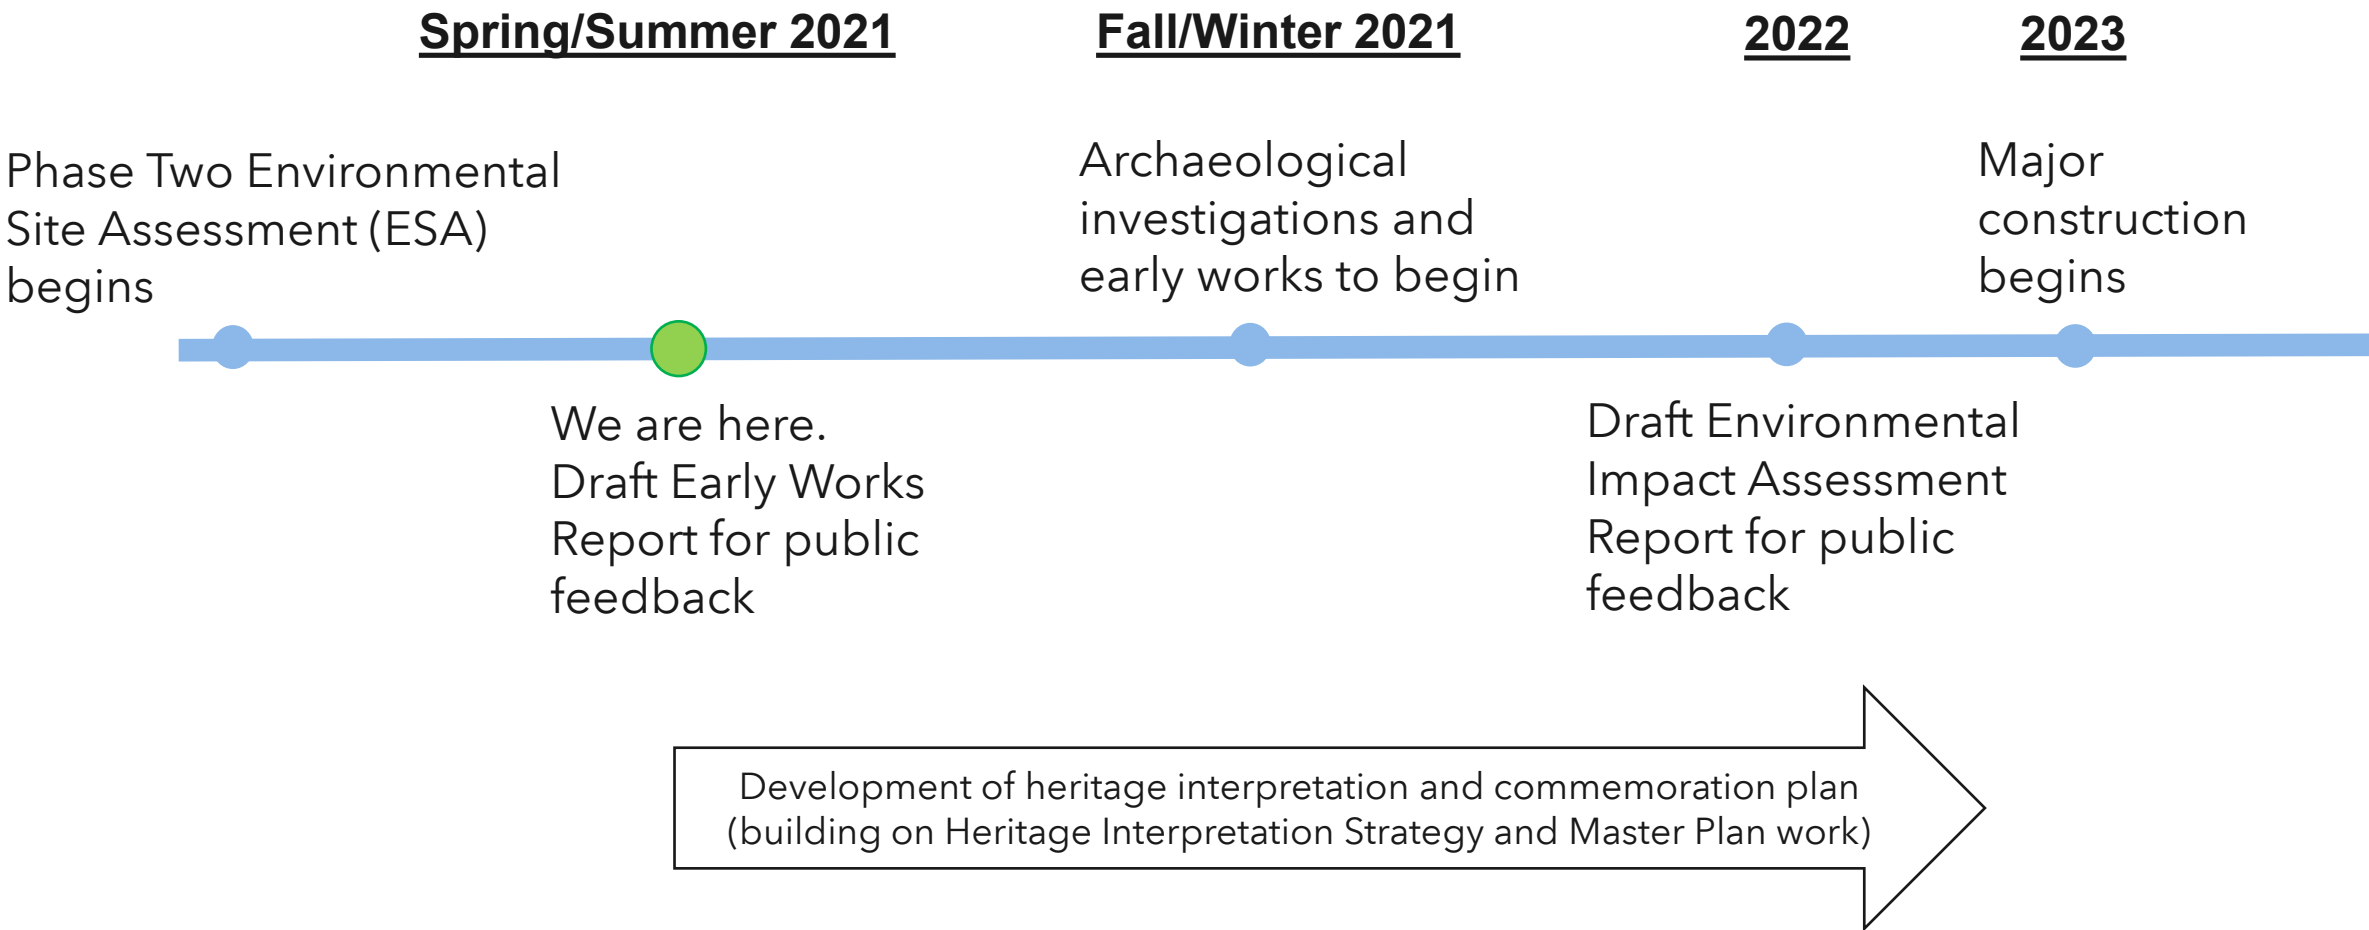 Spring/Summer 2021
Fall/Winter 2021
2022
2023
Phase Two Environmental
Site Assessment (ESA)
begins
Archaeological
investigations and
early works to begin
Major
construction
begins
We are here.
Draft Early Works
Report for public
feedback
Draft Environmental
Impact Assessment
Report for public
feedback
Development of heritage interpretation and commemoration plan
(building on Heritage Interpretation Strategy and Master Plan work)